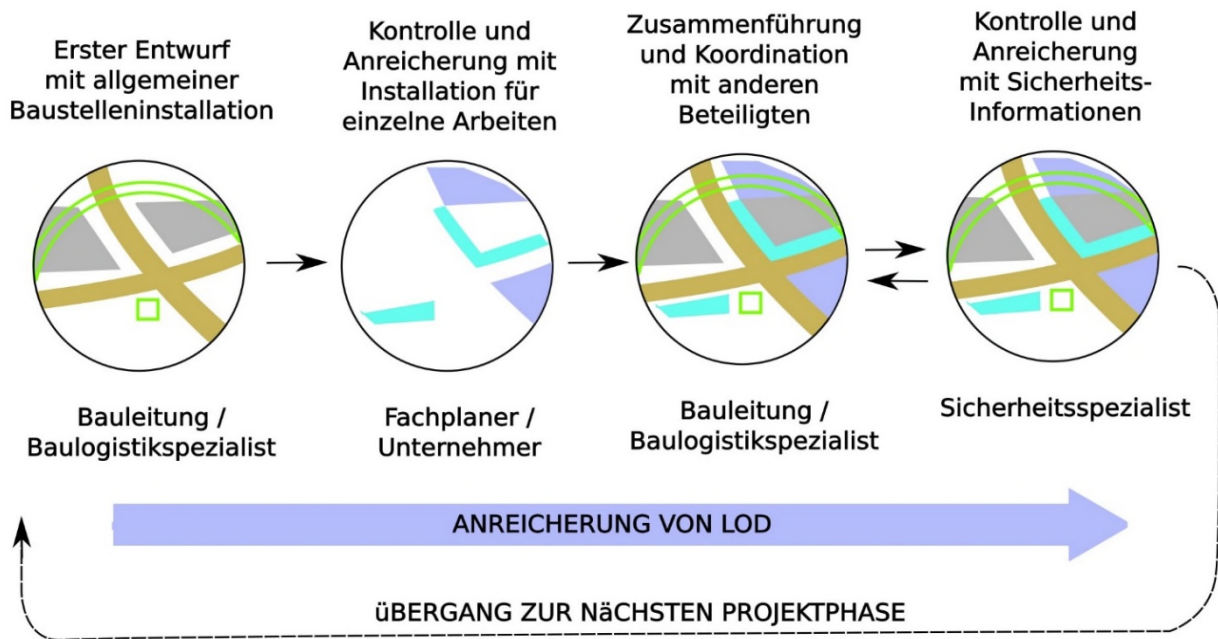 Erster Entwurf
mit allgemeiner
Baustelleninstallation
Kontrolle und
Anreicherung mit
Installation für
einzelne Arbeiten
Zusammenführung
und Koordination
mit anderen
Beteiligten
Kontrolle und
Anreicherung
mit Sicherheits-
Informationen
Bauleitung /
Baulogistikspezialist
Fachplaner /
Unternehmer
Bauleitung /
Baulogistikspezialist
Sicherheitsspezialist
ANREICHERUNG VON LOD
üBERGANG ZUR NäCHSTEN PROJEKTPHASE